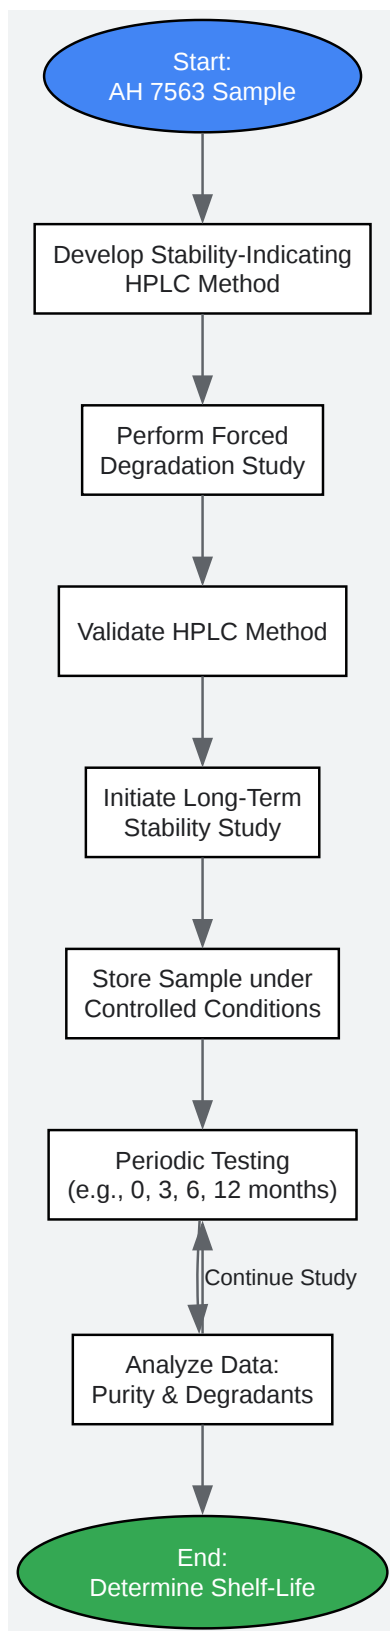 Start:
AH 7563 Sample
Develop Stability-Indicating
HPLC Method
Perform Forced
Degradation Study
Validate HPLC Method
Initiate Long-Term
Stability Study
Store Sample under
Controlled Conditions
Periodic Testing
(e.g., 0, 3, 6, 12 months)
Continue Study
Analyze Data:
Purity & Degradants
End:
Determine Shelf-Life